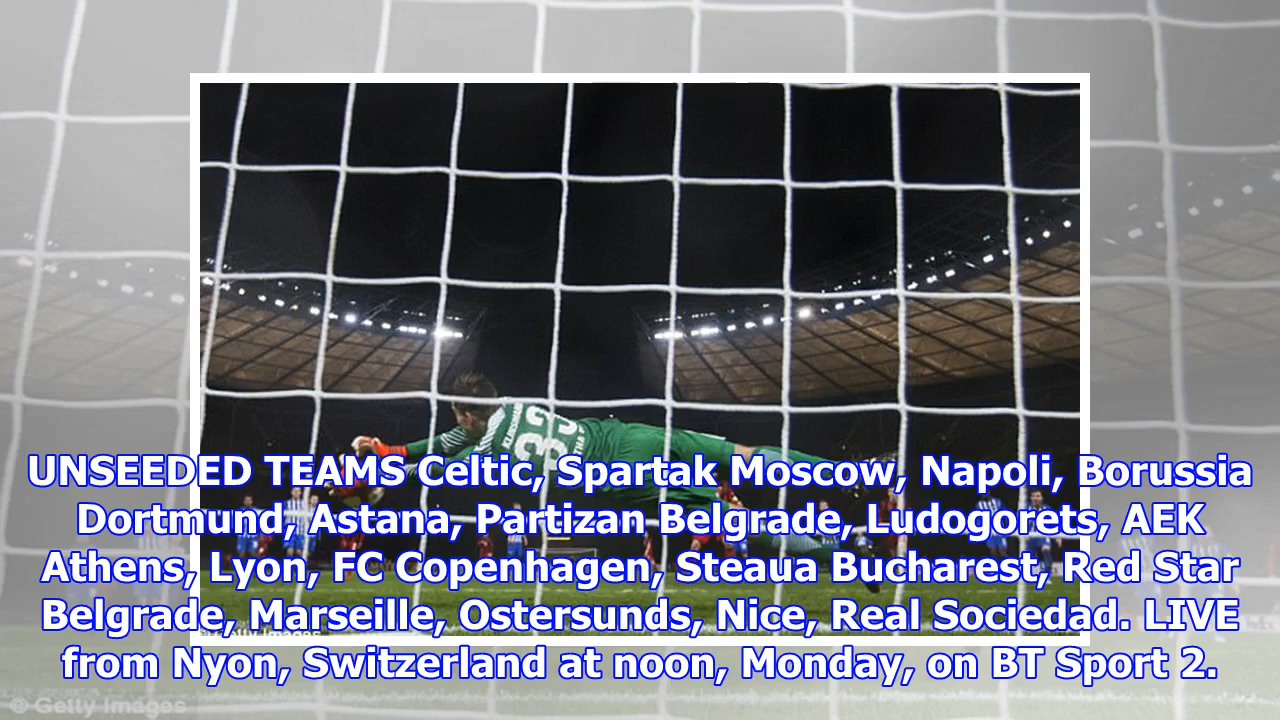 KLINSMANN
33
UNSEEDED TEAMS Celtic, Spartak Moscow, Napoli, Borussia
Dortmund, Astana, Partizan Belgrade, Ludogorets, AEK
Athens, Lyon, FC Copenhagen, Steaua Bucharest, Red Star
Belgrade, Marseille, Ostersunds, Nice, Real Sociedad. LIVE
from Nyon, Switzerland at noon, Monday, on BT Sport 2.
© Getty Images